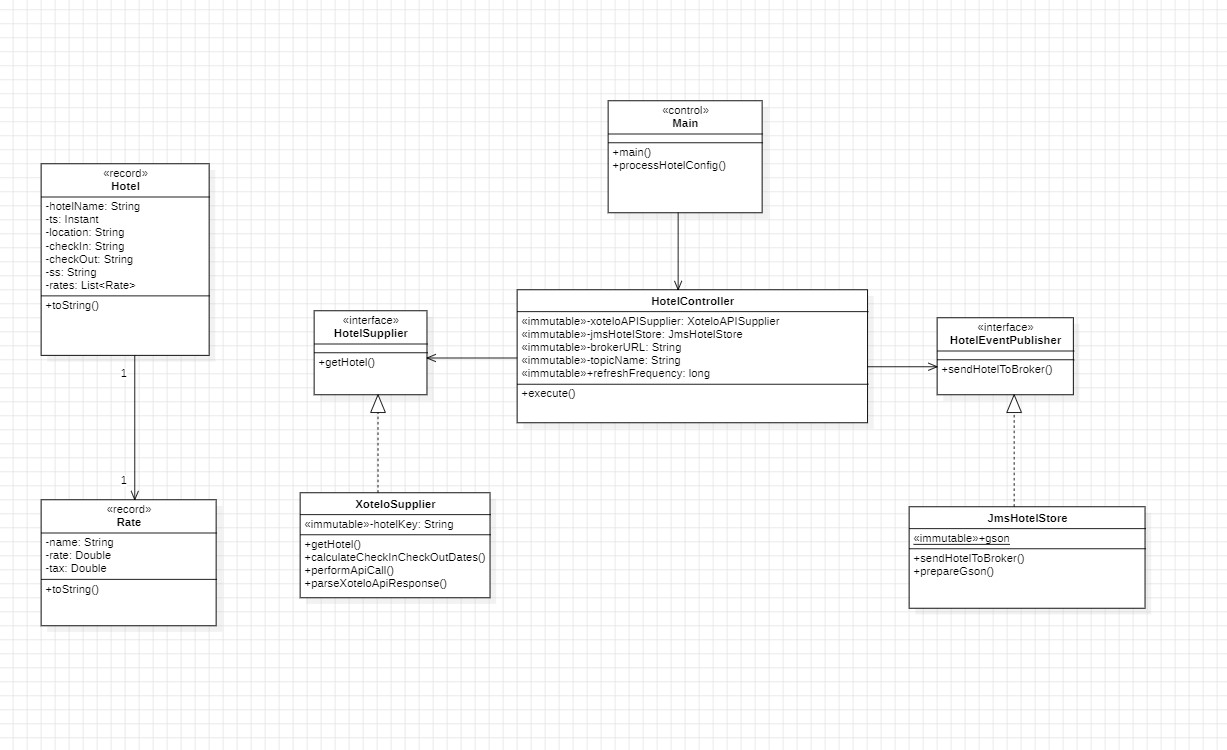 «control»
Main
+main()
+processHotelConfig()
«record»
Hotel
-hotelName: String
-ts: Instant
-location: String
-checkIn: String
-checkOut: String
-ss: String
-rates: List<Rate>
+toString()
1
1
«record»
Rate
-name: String
-rate: Double
-tax: Double
+toString()
«interface»
HotelSupplier
+getHotel()
HotelController
«immutable»-xoteloAPISupplier: XoteloAPISupplier
«immutable»-jmsHotelStore: JmsHotelStore
«immutable»-brokerURL: String
«immutable»-topicName: String
«immutable»+refreshFrequency: long
+execute()
«interface»
HotelEventPublisher
+sendHotelToBroker()
XoteloSupplier
«immutable»-hotelKey: String
+getHotel()
+calculateCheckInCheckOutDates()
+performApiCall()
+parseXoteloApiResponse()
JmsHotelStore
«immutable»+gson
+sendHotelToBroker()
+prepareGson()